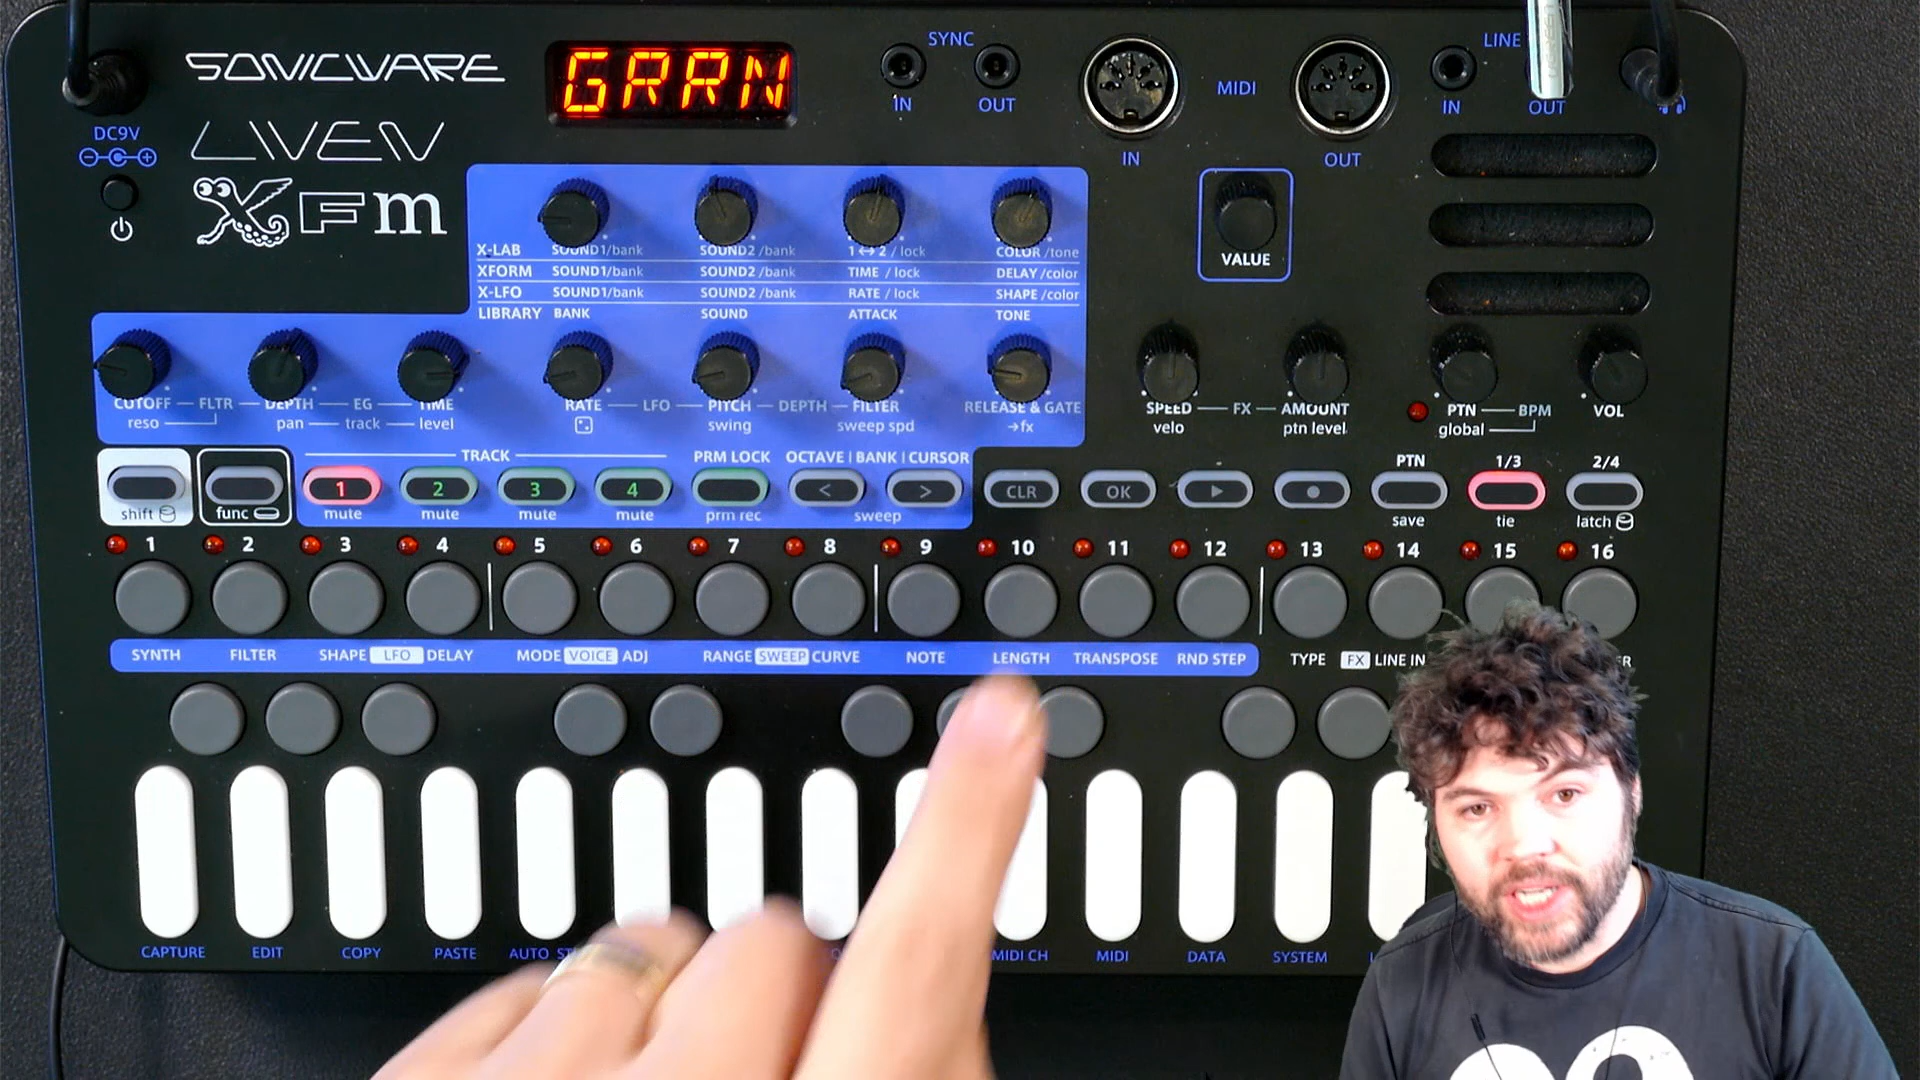 SONICWARE
GRRN
SYNC
IN OUT
MIDI
IN OUT
LINE
IN OUT
DC9V
LIVEN
XFm
X-LAB SOUND1/bank SOUND2 /bank 1↔2 / lock COLOR /tone
XFORM SOUND1/bank SOUND2 /bank TIME / lock DELAY /color
X-LFO SOUND1/bank SOUND2 /bank RATE / lock SHAPE /color
LIBRARY BANK SOUND ATTACK TONE
VALUE
CUTOFF — FLTR — DEPTH — EG — TIME
reso pan — track — level
RATE — LFO — PITCH — DEPTH — FILTER
swing sweep spd
RELEASE & GATE
→fx
SPEED — FX — AMOUNT
velo ptn level
PTN — BPM
global
VOL
TRACK PRM LOCK OCTAVE | BANK | CURSOR
PTN 1/3 2/4
1 2 3 4 < > CLR OK
shift func mute mute mute mute prm rec sweep save tie latch
1 2 3 4 5 6 7 8 9 10 11 12 13 14 15 16
SYNTH FILTER SHAPE LFO DELAY MODE VOICE ADJ RANGE SWEEP CURVE NOTE LENGTH TRANSPOSE RND STEP TYPE FX LINE IN
CAPTURE EDIT COPY PASTE AUTO MIDI CH MIDI DATA SYSTEM